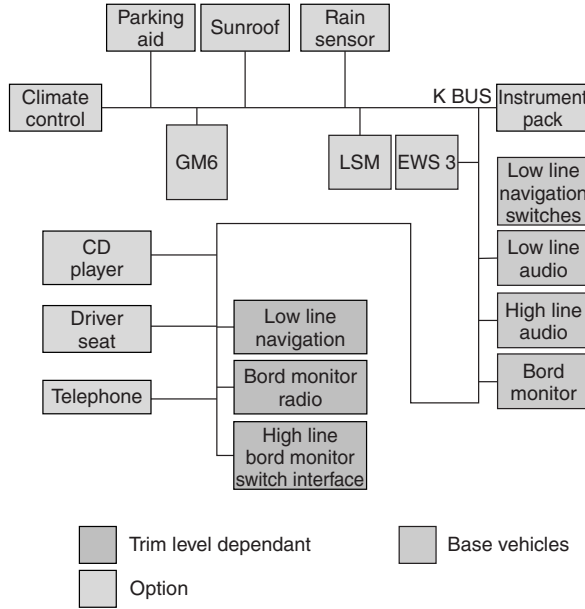 Parking
aid
Sunroof
Rain
sensor
Climate
control
K BUS
Instrument
pack
GM6
LSM
EWS 3
Low line
navigation
switches
CD
player
Low line
audio
Driver
seat
Low line
navigation
High line
audio
Telephone
Bord monitor
radio
Bord
monitor
High line
bord monitor
switch interface
Trim level dependant
Base vehicles
Option